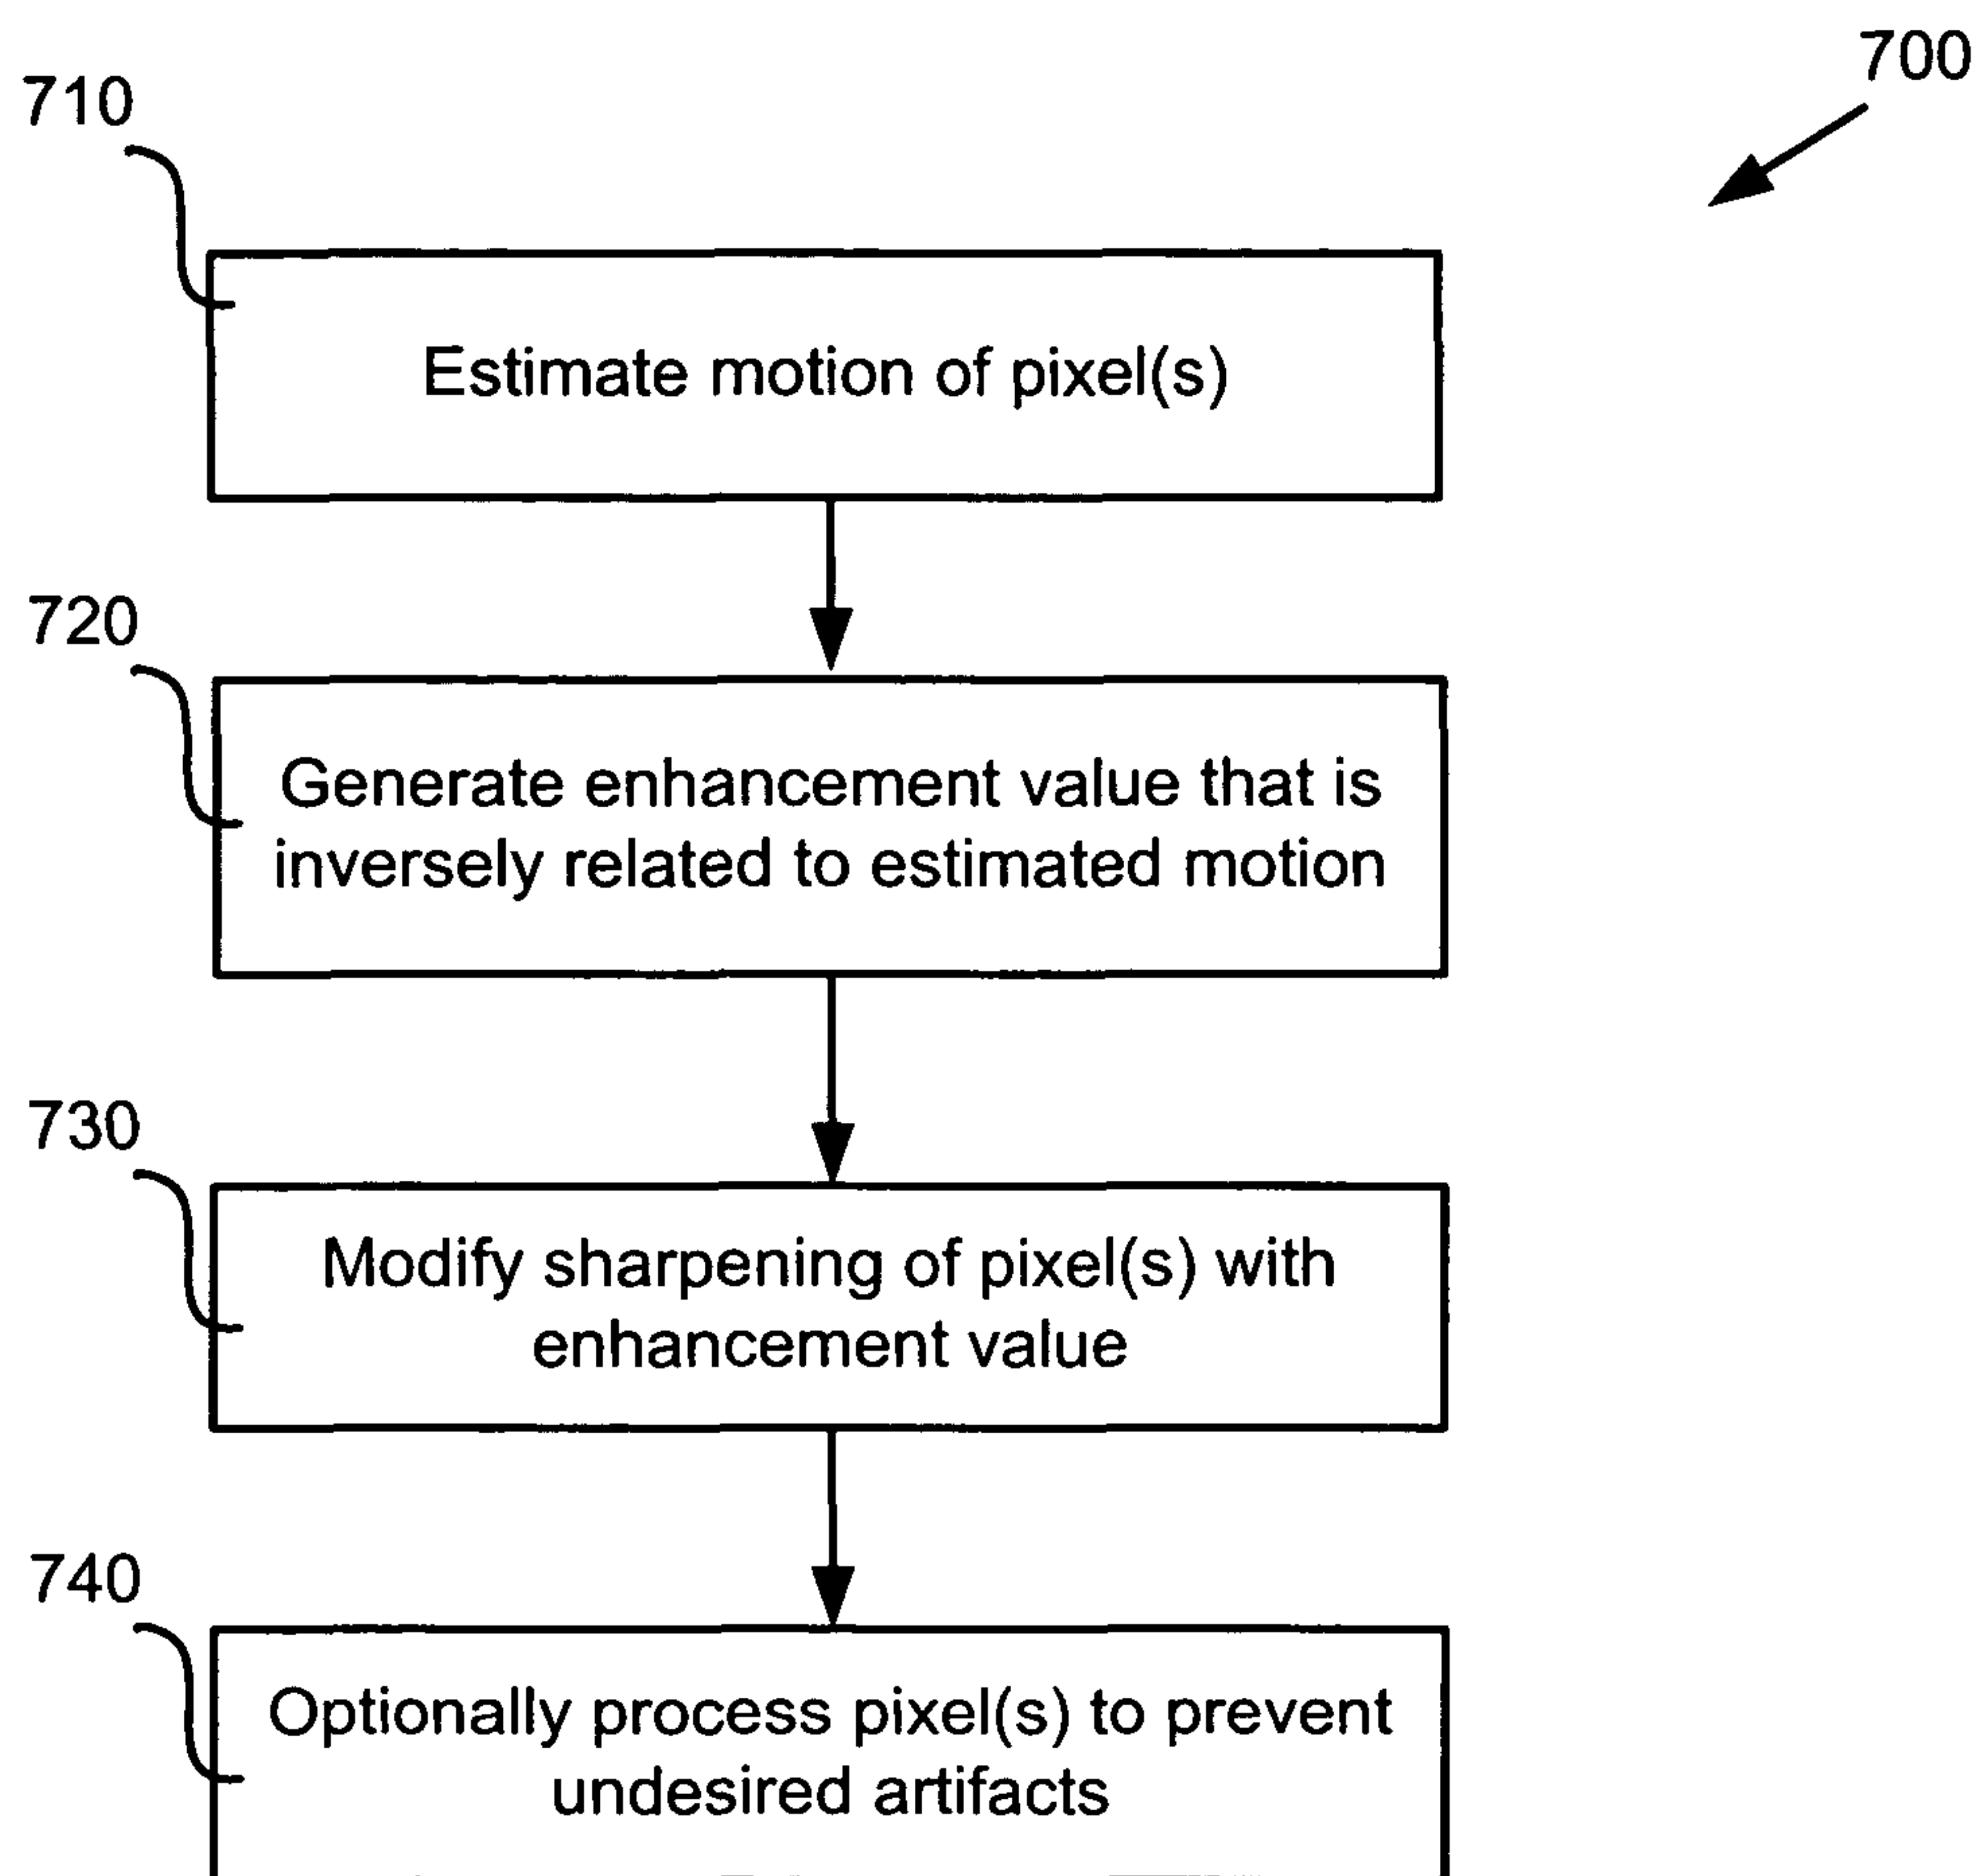 700
710
Estimate motion of pixel(s)
720
Generate enhancement value that is
inversely related to estimated motion
730
Modify sharpening of pixel(s) with
enhancement value
740
Optionally process pixel(s) to prevent
undesired artifacts